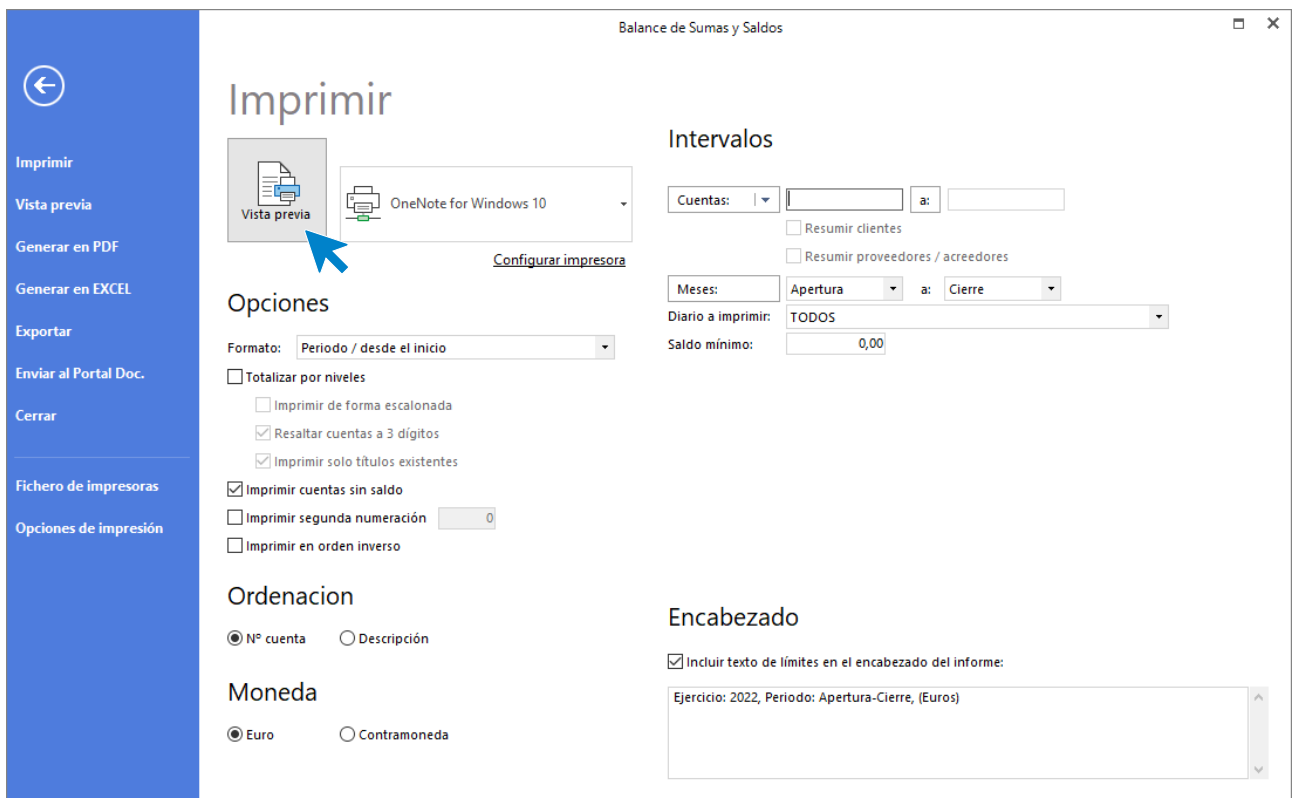 Balance de Sumas y Saldos
Imprimir
Vista previa
Generar en PDF
Generar en EXCEL
Exportar
Enviar al Portal Doc.
Cerrar
Fichero de impresoras
Opciones de impresión
Imprimir
Vista previa
OneNote for Windows 10
Configurar impresora
Opciones
Formato: Periodo / desde el inicio
Totalizar por niveles
Imprimir de forma escalonada
Resaltar cuentas a 3 dígitos
Imprimir solo títulos existentes
Imprimir cuentas sin saldo
Imprimir segunda numeración 0
Imprimir en orden inverso
Ordenacion
Nº cuenta Descripción
Moneda
Euro Contramoneda
Intervalos
Cuentas: a:
Resumir clientes
Resumir proveedores / acreedores
Meses: Apertura a: Cierre
Diario a imprimir: TODOS
Saldo mínimo: 0,00
Encabezado
Incluir texto de límites en el encabezado del informe:
Ejercicio: 2022, Periodo: Apertura-Cierre, (Euros)